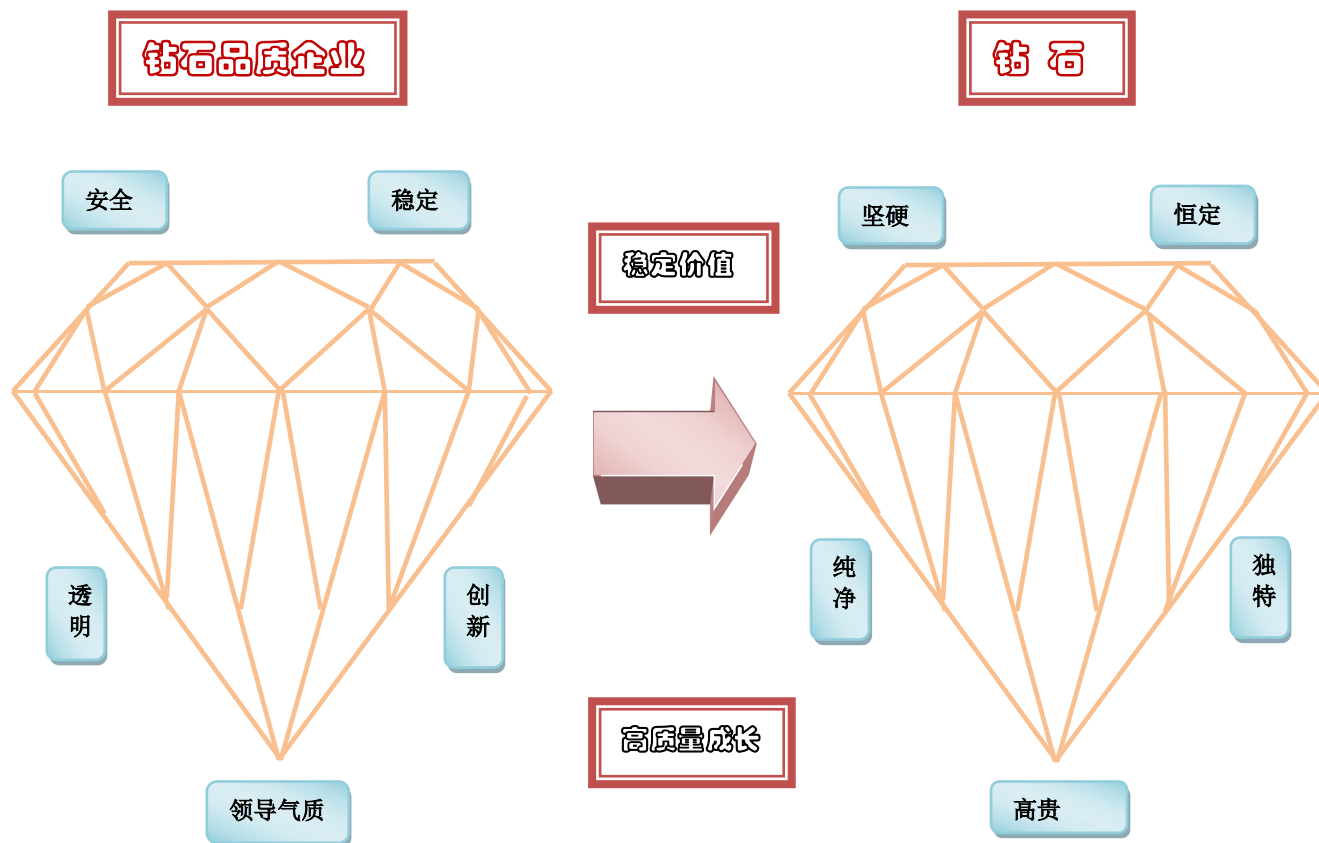 钻石品质企业
钻 石
安全
稳定
坚硬
恒定
稳定价值
透
明
创
新
纯
净
独
特
高质量成长
领导气质
高贵